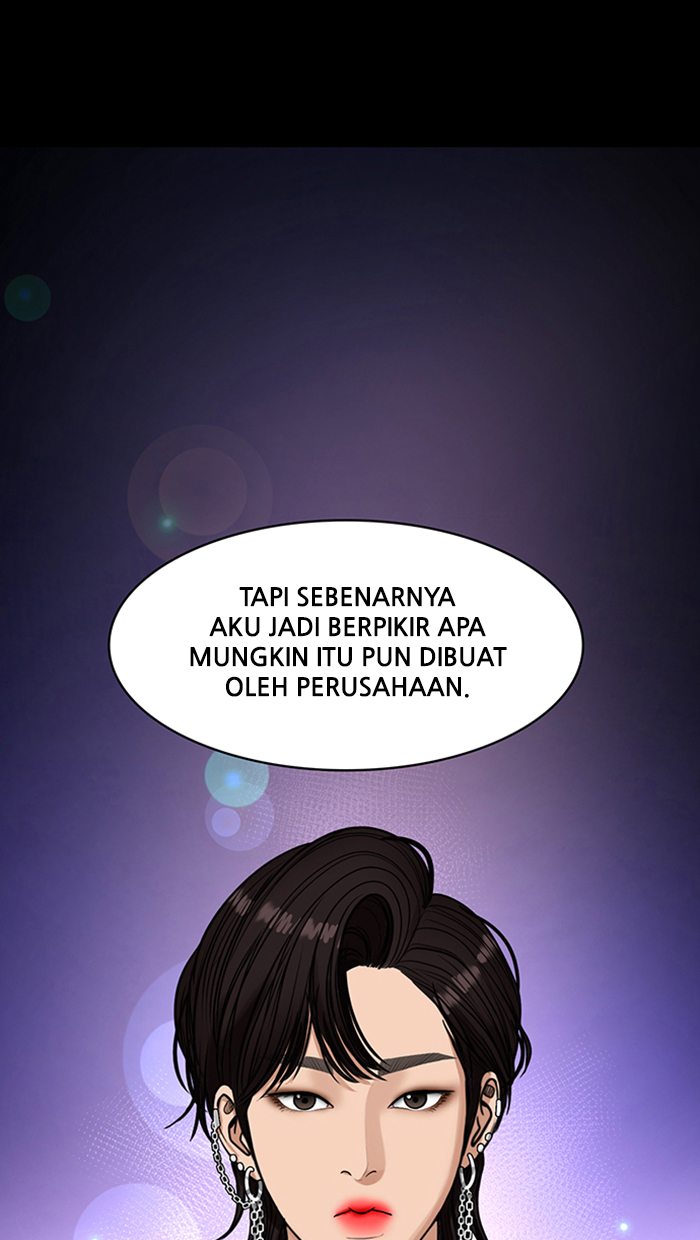 TAPI SEBENARNYA
AKU JADI BERPIKIR APA
MUNGKIN ITU PUN DIBUAT
OLEH PERUSAHAAN.